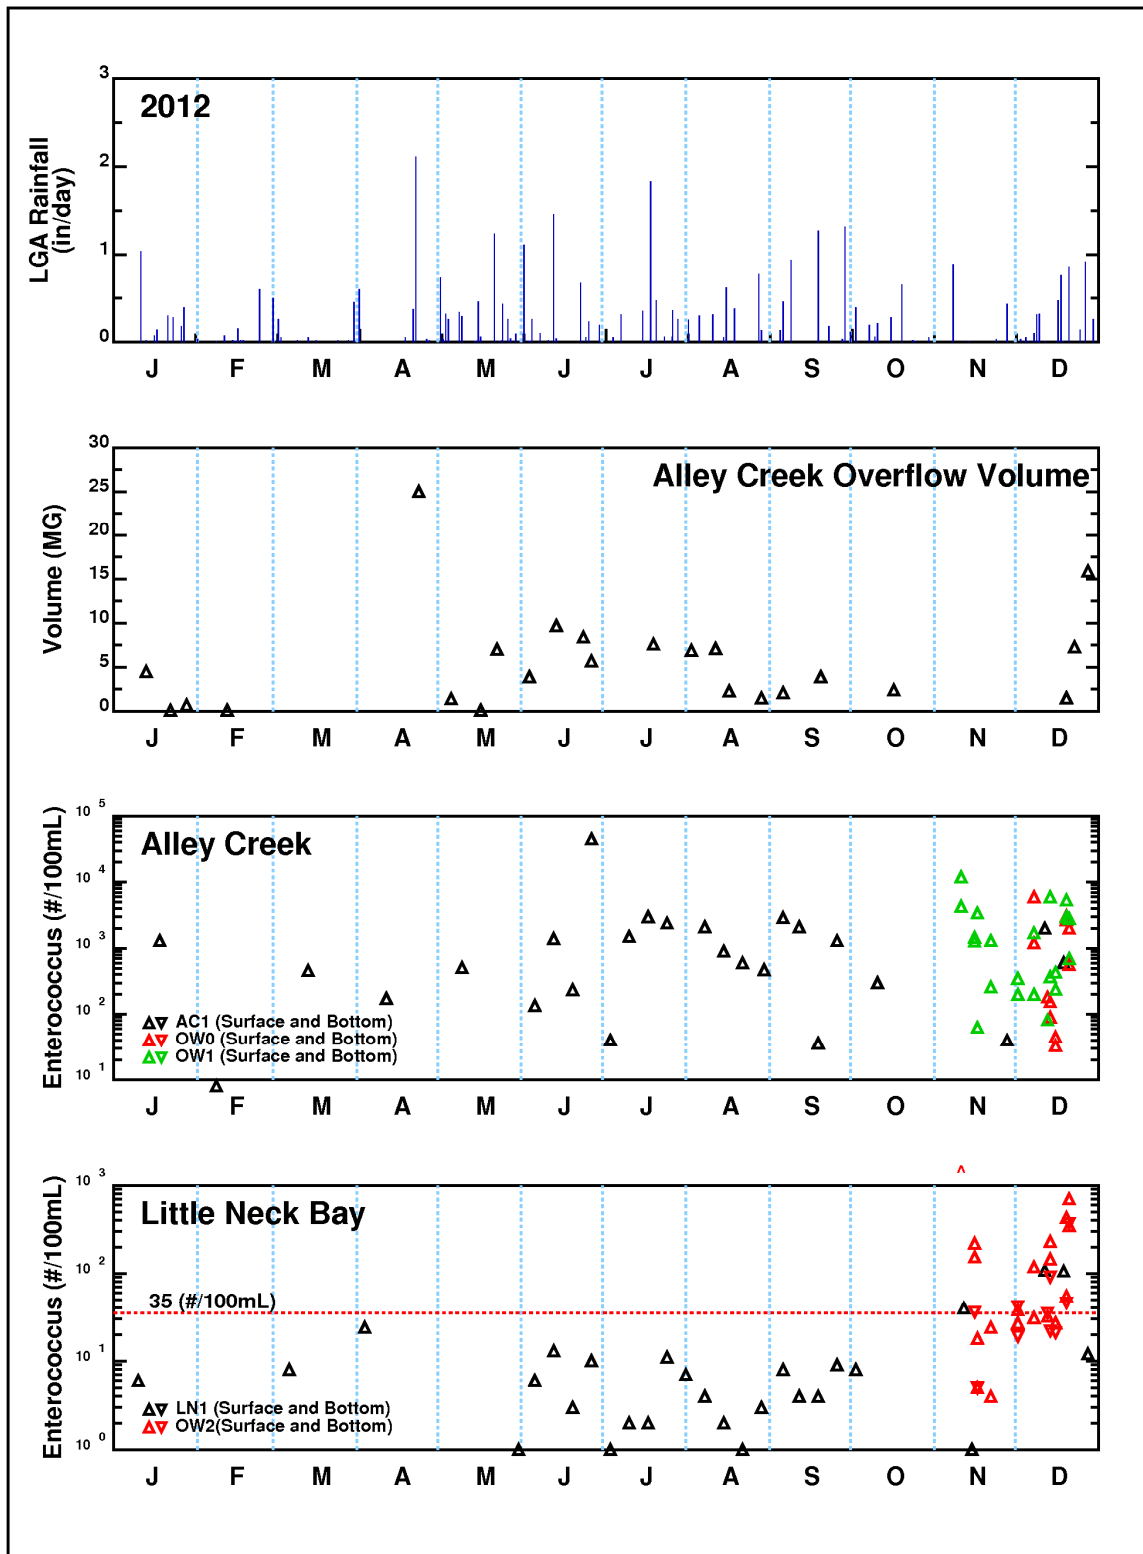 2012
LGA Rainfall
(in/day)
3
2
1
0
J F M A M J J A S O N D
Alley Creek Overflow Volume
Volume (MG)
30
25
20
15
10
5
0
J F M A M J J A S O N D
Alley Creek
Enterococcus (#/100mL)
10 5
10 4
10 3
10 2
10 1
AC1 (Surface and Bottom)
OW0 (Surface and Bottom)
OW1 (Surface and Bottom)
J F M A M J J A S O N D
Little Neck Bay
Enterococcus (#/100mL)
10 3
10 2
10 1
10 0
35 (#/100mL)
LN1 (Surface and Bottom)
OW2(Surface and Bottom)
J F M A M J J A S O N D